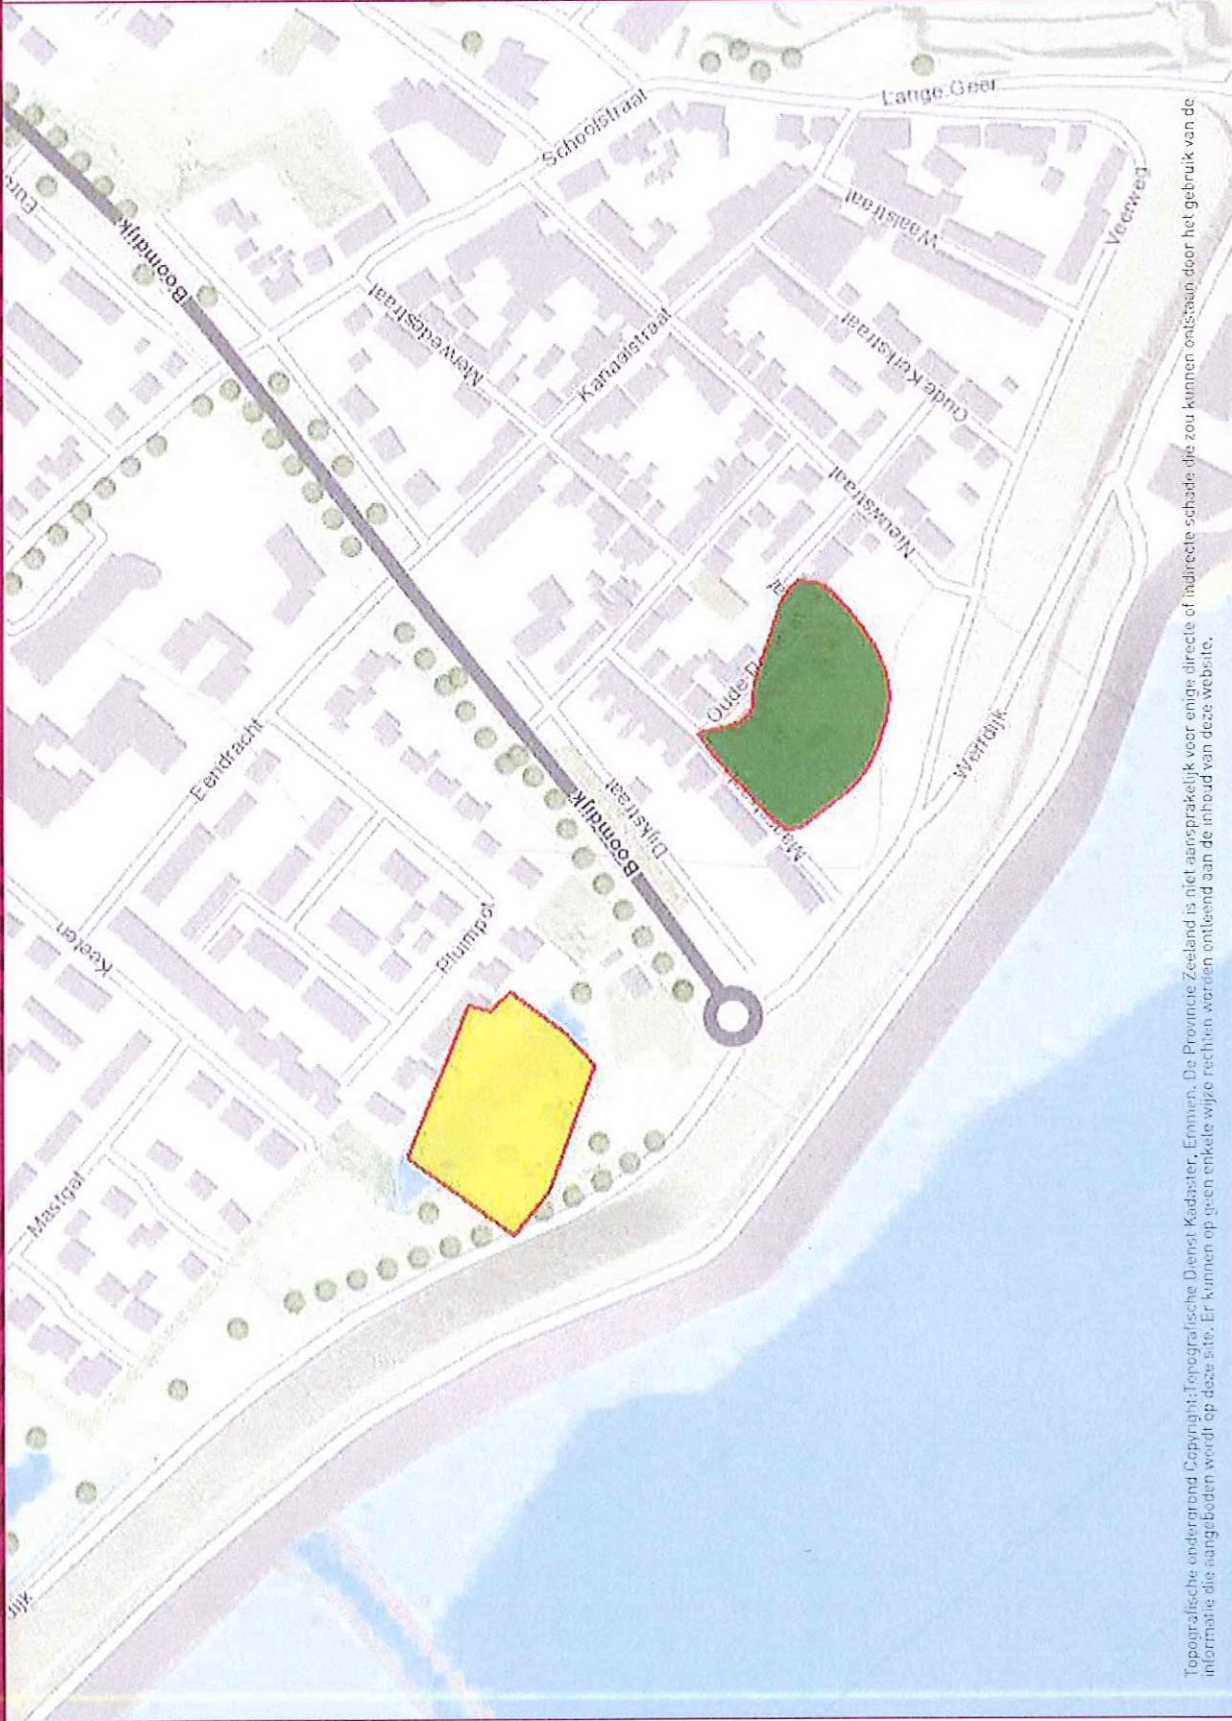 Lange Geer
Schoolstraat
Boomdijk
Waalstraat
Veerweg
Merwedestraat
Kanaalstraat
Oude Kerkstraat
Nieuwstraat
Oude
Eendracht
Boomdijk
Dijkstraat
Werfdijk
Keeten
Pluimpot
Mastgat
Topografische ondergrond Copyright:Topografische Dienst Kadaster, Emmen. De Provincie Zeeland is niet aansprakelijk voor enige directe of indirecte schade die zou kunnen ontstaan door het gebruik van de
informatie die aangeboden wordt op deze site. Er kunnen op geen enkele wijze rechten worden ontleend aan de inhoud van deze website.